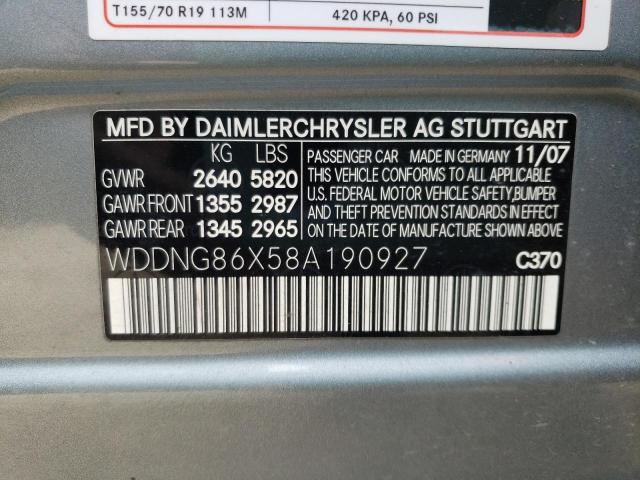 T155/70 R19 113M 420 KPA, 60 PSI
MFD BY DAIMLERCHRYSLER AG STUTTGART
KG LBS
GVWR 2640 5820
GAWR FRONT 1355 2987
GAWR REAR 1345 2965
PASSENGER CAR MADE IN GERMANY 11/07
THIS VEHICLE CONFORMS TO ALL APPLICABLE
U.S. FEDERAL MOTOR VEHICLE SAFETY,BUMPER
AND THEFT PREVENTION STANDARDS IN EFFECT
ON THE DATE OF MANUFACTURE SHOWN ABOVE.
WDDNG86X58A190927 C370